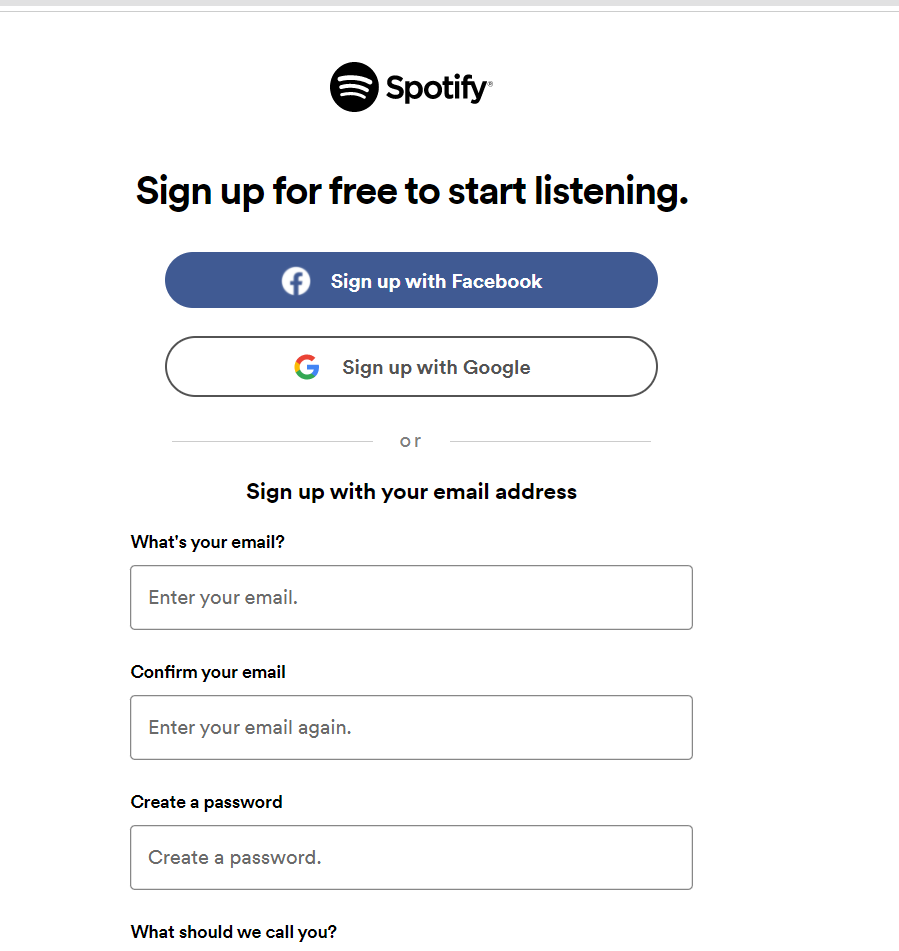 Spotify®
Sign up for free to start listening.
Sign up with Facebook
Sign up with Google
or
Sign up with your email address
What's your email?
Enter your email.
Confirm your email
Enter your email again.
Create a password
Create a password.
What should we call you?